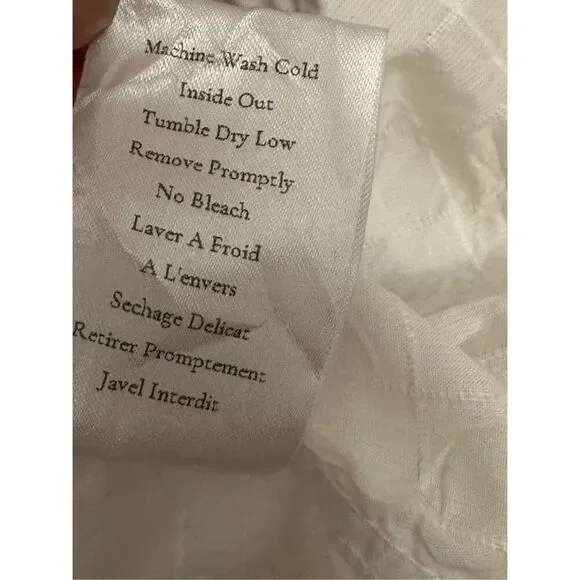 Machine Wash Cold
Inside Out
Tumble Dry Low
Remove Promptly
No Bleach
Laver A Froid
A L'envers
Sechage Delicat
Retirer Promptement
Javel Interdit